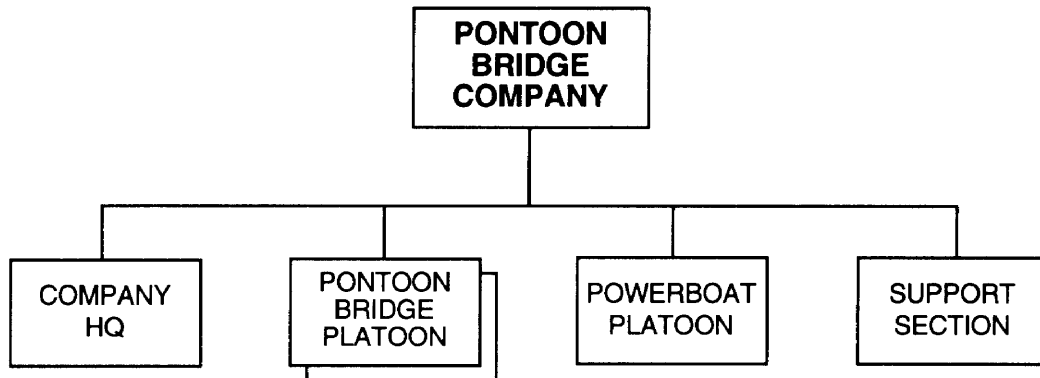 PONTOON
BRIDGE
COMPANY
COMPANY
HQ
PONTOON
BRIDGE
PLATOON
POWERBOAT
PLATOON
SUPPORT
SECTION